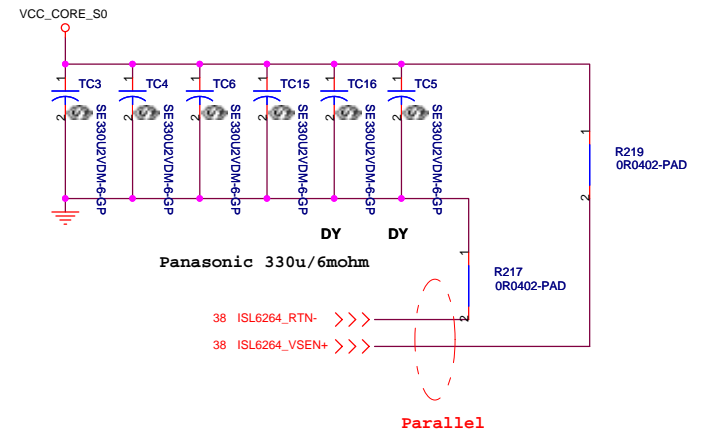 VCC_CORE_S0
1 TC3
1 TC4
1 TC6
1 TC15
1 TC16
1 TC5
2 SE330U2VDM-6-GP
2 SE330U2VDM-6-GP
2 SE330U2VDM-6-GP
2 SE330U2VDM-6-GP
2 SE330U2VDM-6-GP
2 SE330U2VDM-6-GP
1
R219
0R0402-PAD
2
DY DY
Panasonic 330u/6mohm
1
R217
0R0402-PAD
2
38 ISL6264_RTN-
38 ISL6264_VSEN+
Parallel